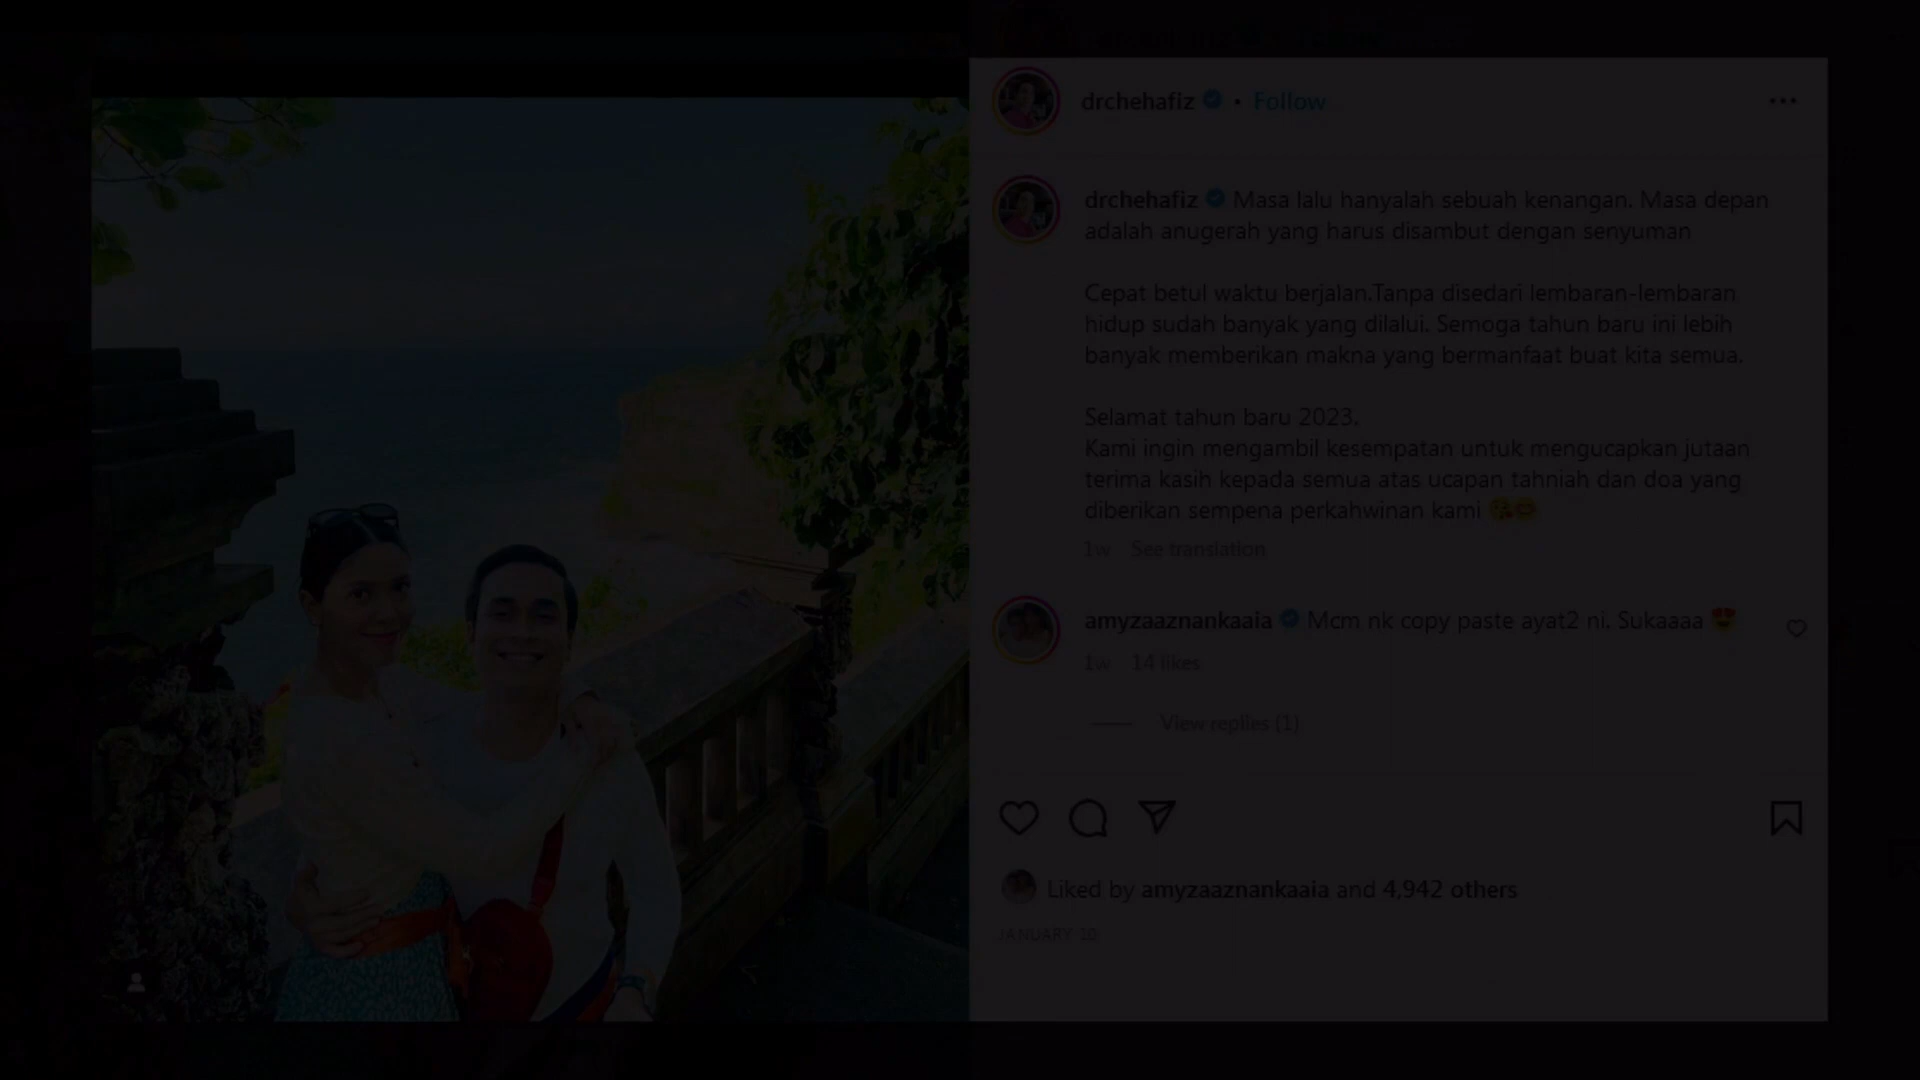 drchehafiz • Follow
drchehafiz Masa lalu hanyalah sebuah kenangan. Masa depan
adalah anugerah yang harus disambut dengan senyuman
Cepat betul waktu berjalan.Tanpa disedari lembaran-lembaran
hidup sudah banyak yang dilalui. Semoga tahun baru ini lebih
banyak memberikan makna yang bermanfaat buat kita semua.
Selamat tahun baru 2023.
Kami ingin mengambil kesempatan untuk mengucapkan jutaan
terima kasih kepada semua atas ucapan tahniah dan doa yang
diberikan sempena perkahwinan kami 😘😍
1w See translation
amyzaaznankaaia Mcm nk copy paste ayat2 ni. Sukaaaa 😍
1w 14 likes
View replies (1)
Liked by amyzaaznankaaia and 4,942 others